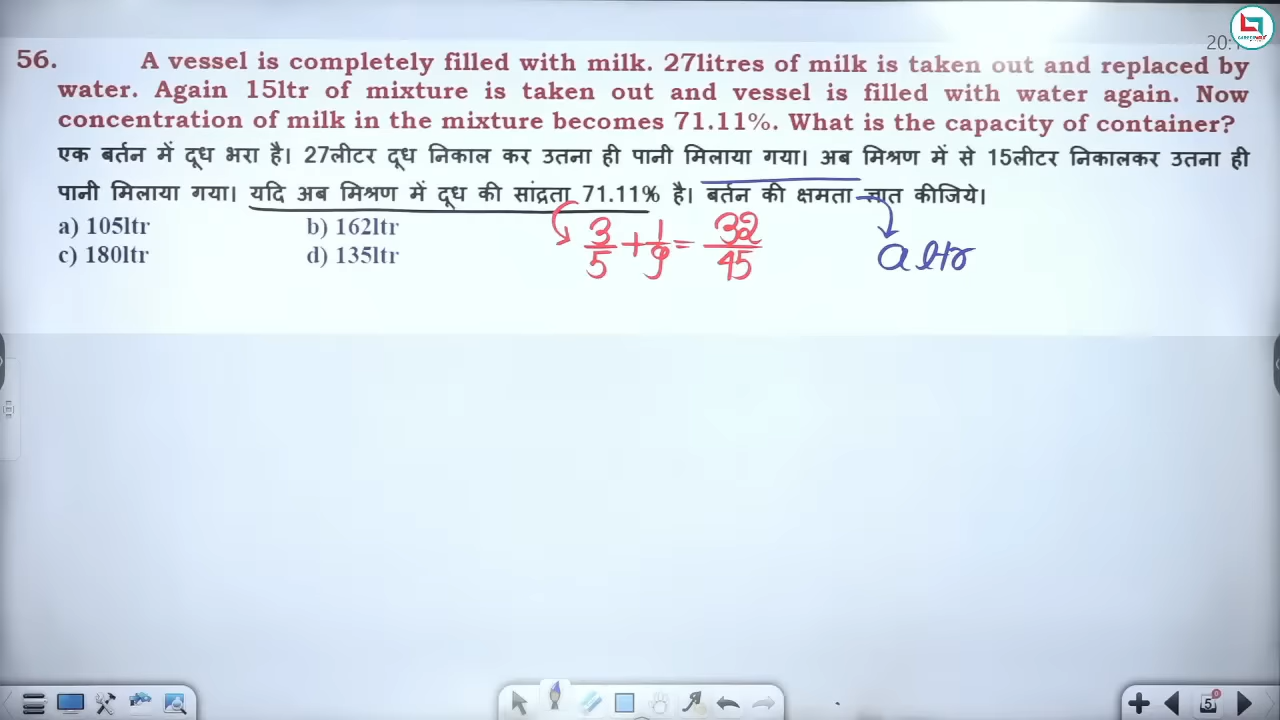 20:1
56. A vessel is completely filled with milk. 27litres of milk is taken out and replaced by
water. Again 15ltr of mixture is taken out and vessel is filled with water again. Now
concentration of milk in the mixture becomes 71.11%. What is the capacity of container?
एक बर्तन में दूध भरा है। 27लीटर दूध निकाल कर उतना ही पानी मिलाया गया। अब मिश्रण में से 15लीटर निकालकर उतना ही
पानी मिलाया गया। यदि अब मिश्रण में दूध की सांद्रता 71.11% है। बर्तन की क्षमता ज्ञात कीजिये।
a) 105ltr b) 162ltr
c) 180ltr d) 135ltr
3/5 + 1/9 = 32/45
a ltr
5